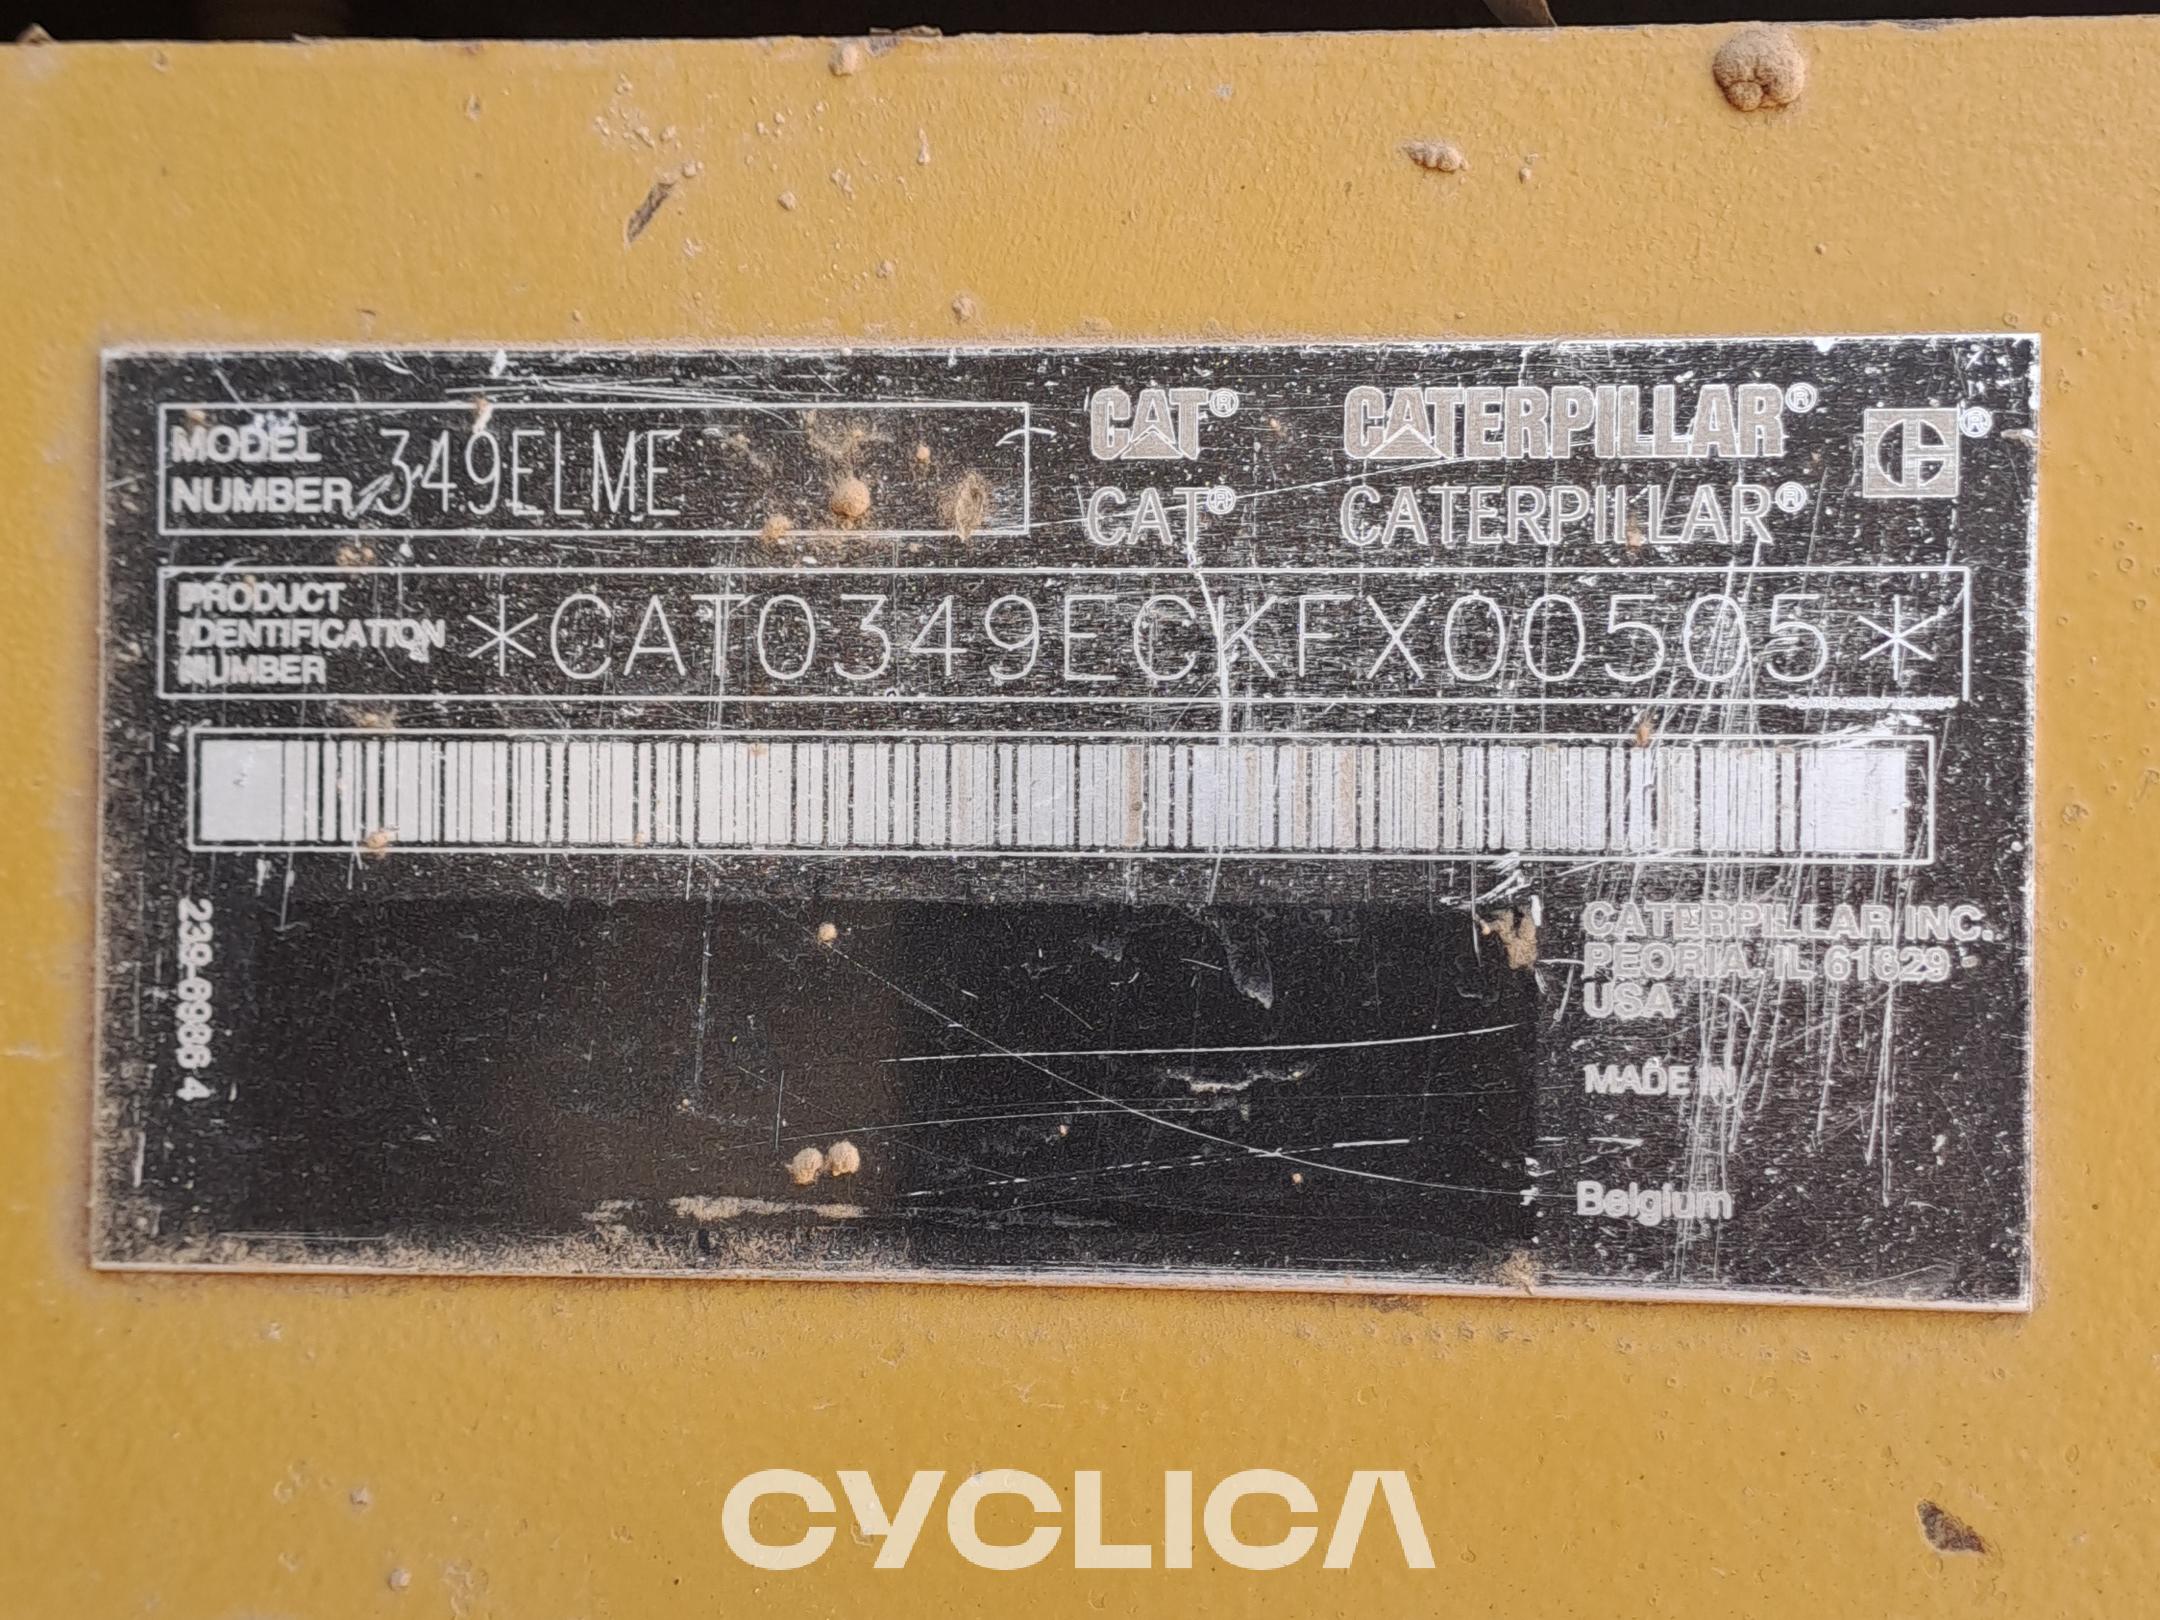 MODEL
NUMBER 349ELME
CAT® CATERPILLAR® ®
CAT® CATERPILLAR®
PRODUCT
IDENTIFICATION
NUMBER
*CAT0349ECKFX00505*
239-6986 4
CATERPILLAR INC.
PEORIA, IL 61629
USA
MADE IN
Belgium
CYCLICA